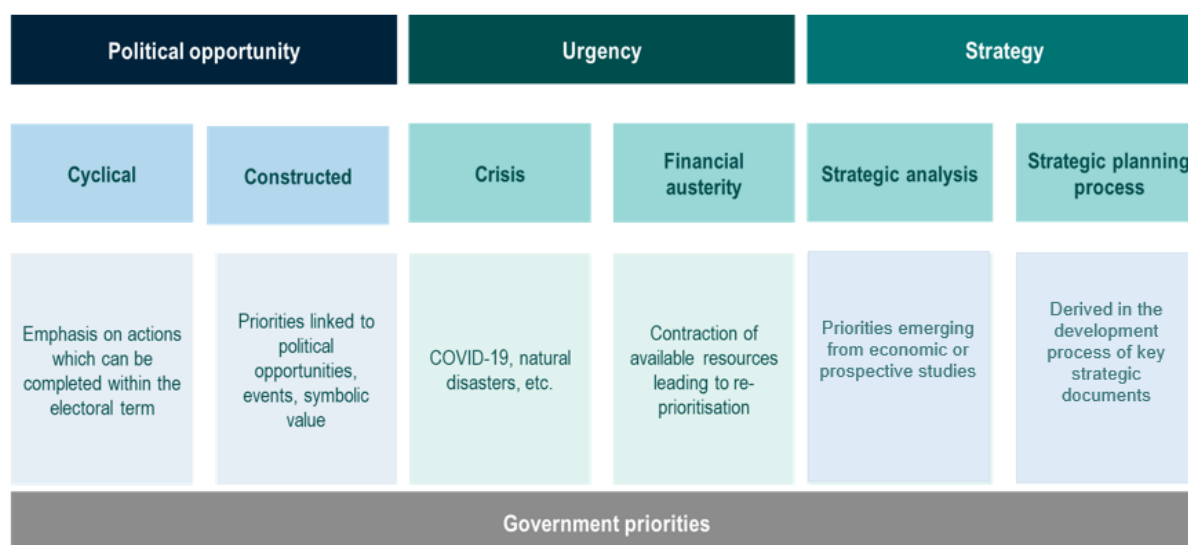 Political opportunity
Urgency
Strategy
Cyclical
Constructed
Crisis
Financial
austerity
Strategic analysis
Strategic planning
process
Emphasis on actions
which can be
completed within the
electoral term
Priorities linked to
political
opportunities,
events, symbolic
value
COVID-19, natural
disasters, etc.
Contraction of
available resources
leading to re-
prioritisation
Priorities emerging
from economic or
prospective studies
Derived in the
development
process of key
strategic
documents
Government priorities